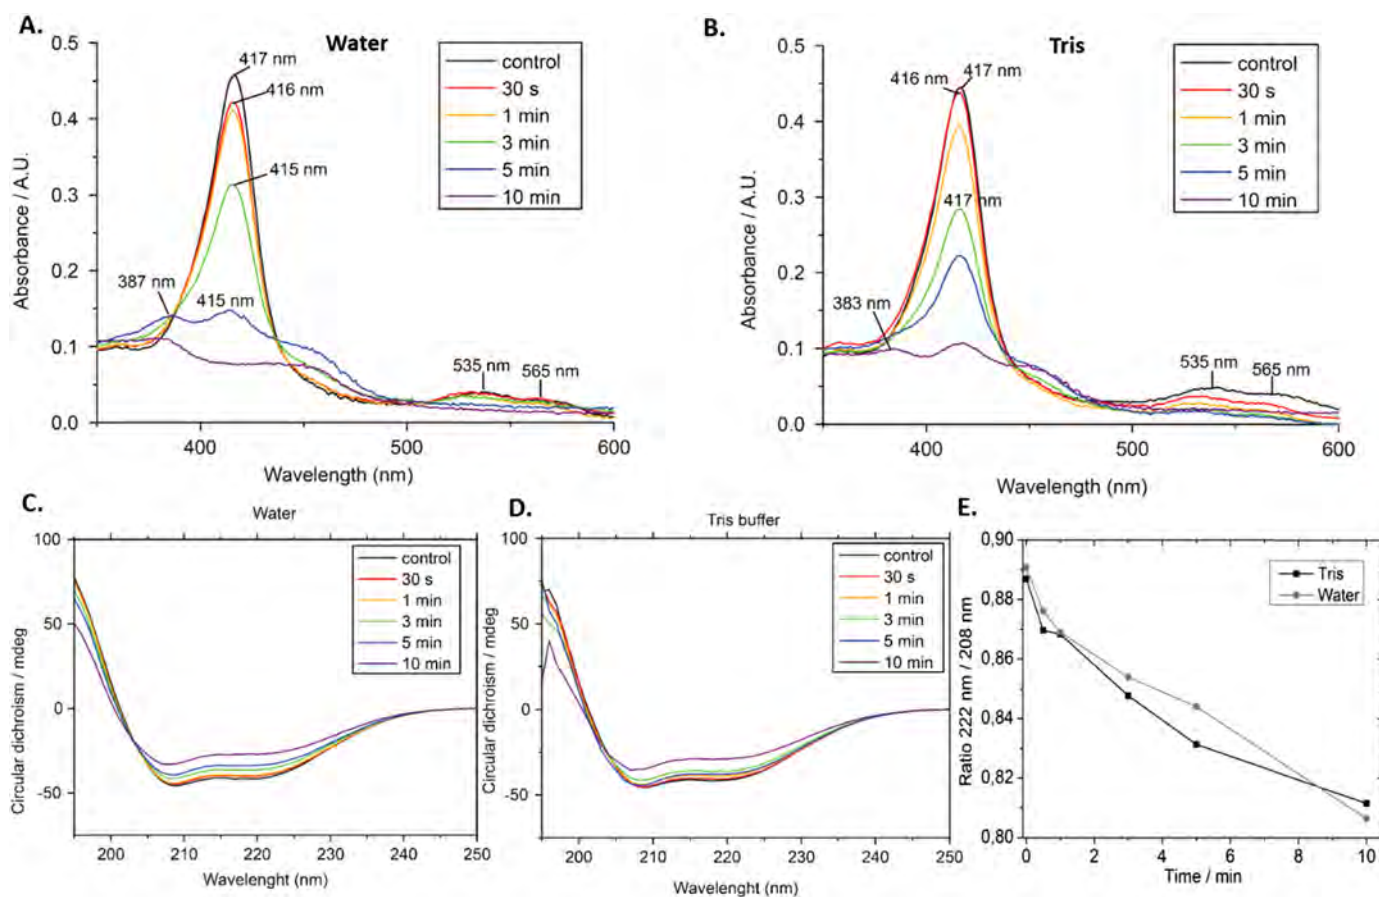 A.
Water
0.5
0.4
0.3
0.2
0.1
0.0
Absorbance / A.U.
417 nm
416 nm
415 nm
387 nm
415 nm
535 nm
565 nm
control
30 s
1 min
3 min
5 min
10 min
400
500
600
Wavelength (nm)
B.
Tris
0.5
0.4
0.3
0.2
0.1
0.0
Absorbance / A.U.
416 nm
417 nm
417 nm
383 nm
535 nm
565 nm
control
30 s
1 min
3 min
5 min
10 min
400
500
600
Wavelength (nm)
C.
Water
100
50
0
-50
Circular dichroism / mdeg
control
30 s
1 min
3 min
5 min
10 min
200
210
220
230
240
250
Wavelenght (nm)
D.
Tris buffer
100
50
0
-50
Circular dichroism / mdeg
control
30 s
1 min
3 min
5 min
10 min
200
210
220
230
240
250
Wavelenght (nm)
E.
0,90
0,88
0,86
0,84
0,82
0,80
Ratio 222 nm / 208 nm
Tris
Water
0
2
4
6
8
10
Time / min